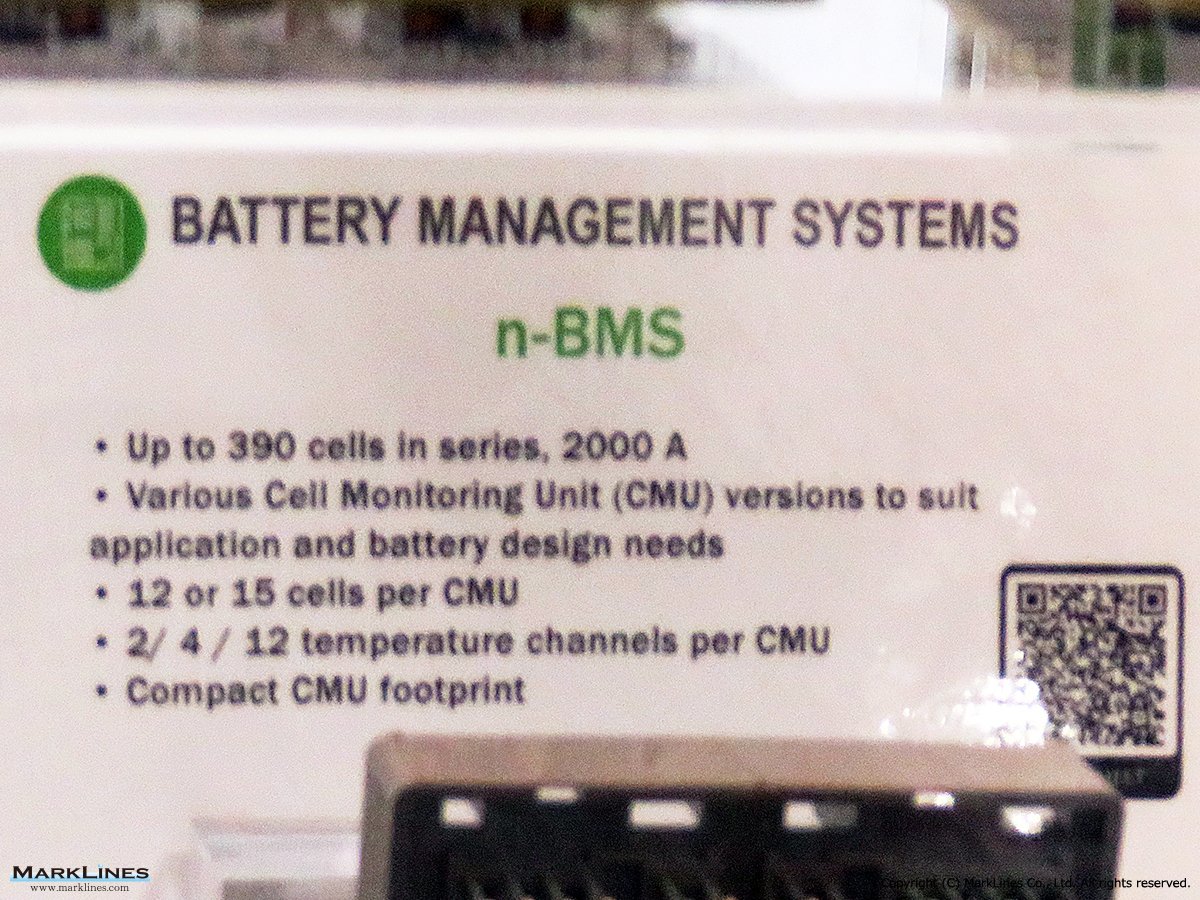 BATTERY MANAGEMENT SYSTEMS
n-BMS
• Up to 390 cells in series, 2000 A
• Various Cell Monitoring Unit (CMU) versions to suit
application and battery design needs
• 12 or 15 cells per CMU
• 2/ 4 / 12 temperature channels per CMU
• Compact CMU footprint
MARKLINES
www.marklines.com
Copyright (C) MarkLines Co., Ltd. All rights reserved.